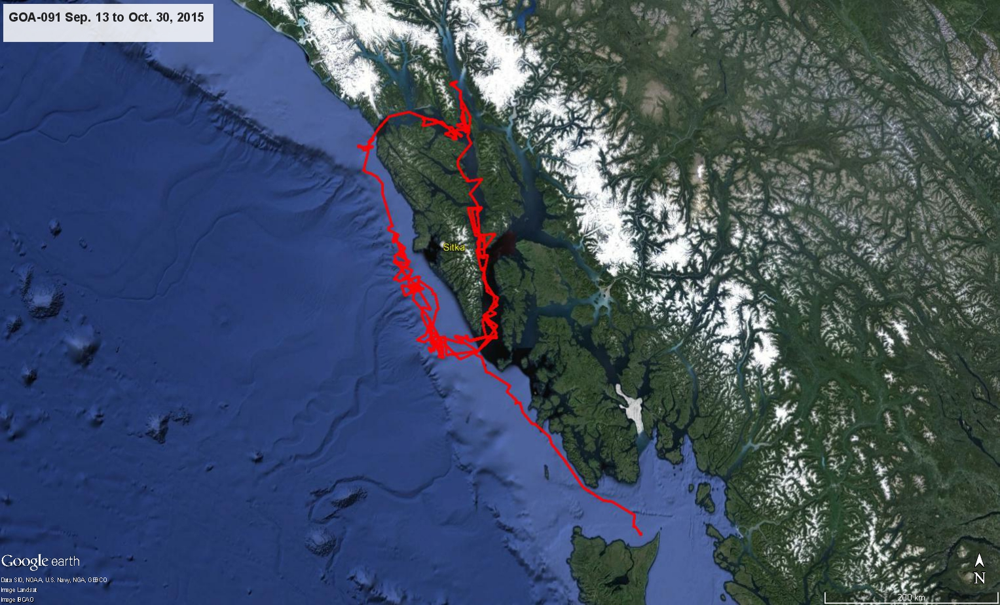 GOA-091 Sep. 13 to Oct. 30, 2015
Sitka
Google earth
Data SIO, NOAA, U.S. Navy, NGA, GEBCO
Image Landsat
Image IBCAO
N
200 km